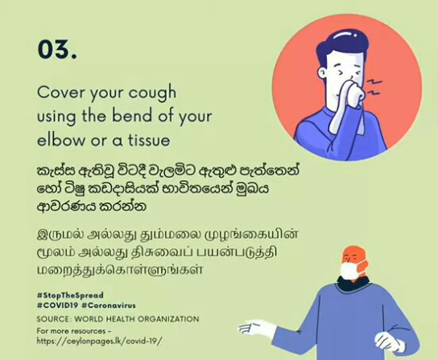 03.
Cover your cough
using the bend of your
elbow or a tissue
කැස්ස ඇතිවූ විටදී වැලමිට ඇතුළු පැත්තෙන්
හෝ ටිෂු කඩදාසියක් භාවිතයෙන් මුඛය
ආවරණය කරන්න
இருமல் அல்லது தும்மலை முழங்கையின்
மூலம் அல்லது திசுவைப் பயன்படுத்தி
மறைத்துக்கொள்ளுங்கள்
#StopTheSpread
#COVID19 #Coronavirus
SOURCE: WORLD HEALTH ORGANIZATION
For more resources -
https://ceylonpages.lk/covid-19/